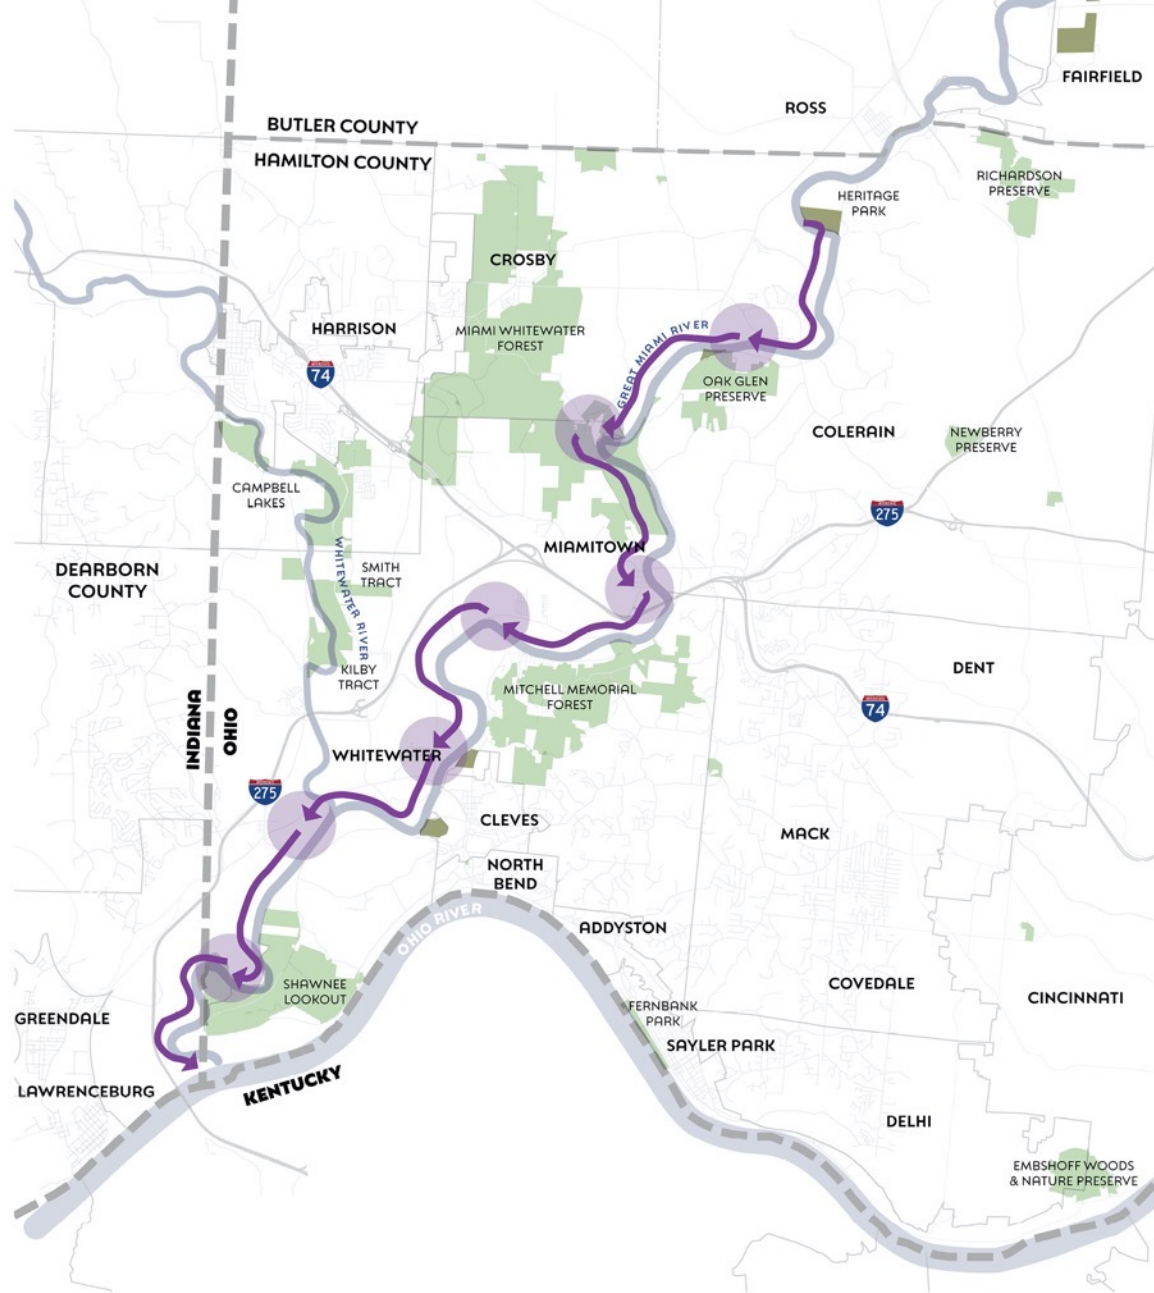 FAIRFIELD
ROSS
BUTLER COUNTY
HAMILTON COUNTY
RICHARDSON
PRESERVE
HERITAGE
PARK
CROSBY
HARRISON
MIAMI WHITEWATER
FOREST
GREAT MIAMI RIVER
74
OAK GLEN
PRESERVE
COLERAIN
NEWBERRY
PRESERVE
CAMPBELL
LAKES
275
MIAMITOWN
DEARBORN
COUNTY
SMITH
TRACT
WHITEWATER RIVER
KILBY
TRACT
DENT
MITCHELL MEMORIAL
FOREST
74
INDIANA
OHIO
WHITEWATER
275
CLEVES
MACK
NORTH
BEND
OHIO RIVER
ADDYSTON
SHAWNEE
LOOKOUT
COVEDALE
CINCINNATI
FERNBANK
PARK
GREENDALE
SAYLER PARK
LAWRENCEBURG
KENTUCKY
DELHI
EMBSHOFF WOODS
& NATURE PRESERVE